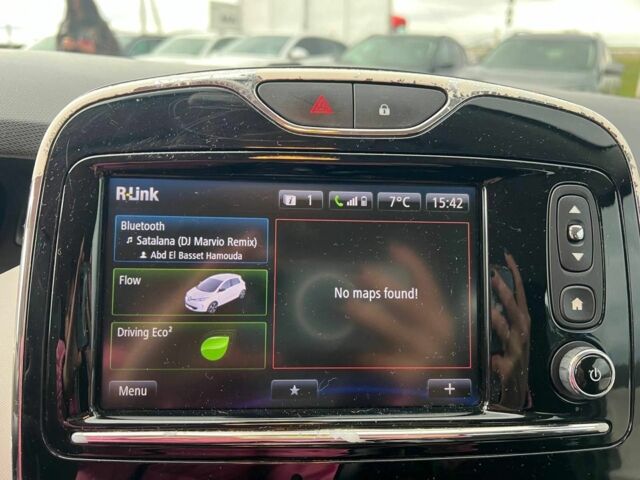 R-Link
i 1
7°C
15:42
Bluetooth
Satalana (DJ Marvio Remix)
Abd El Basset Hamouda
Flow
No maps found!
Driving Eco²
Menu
+